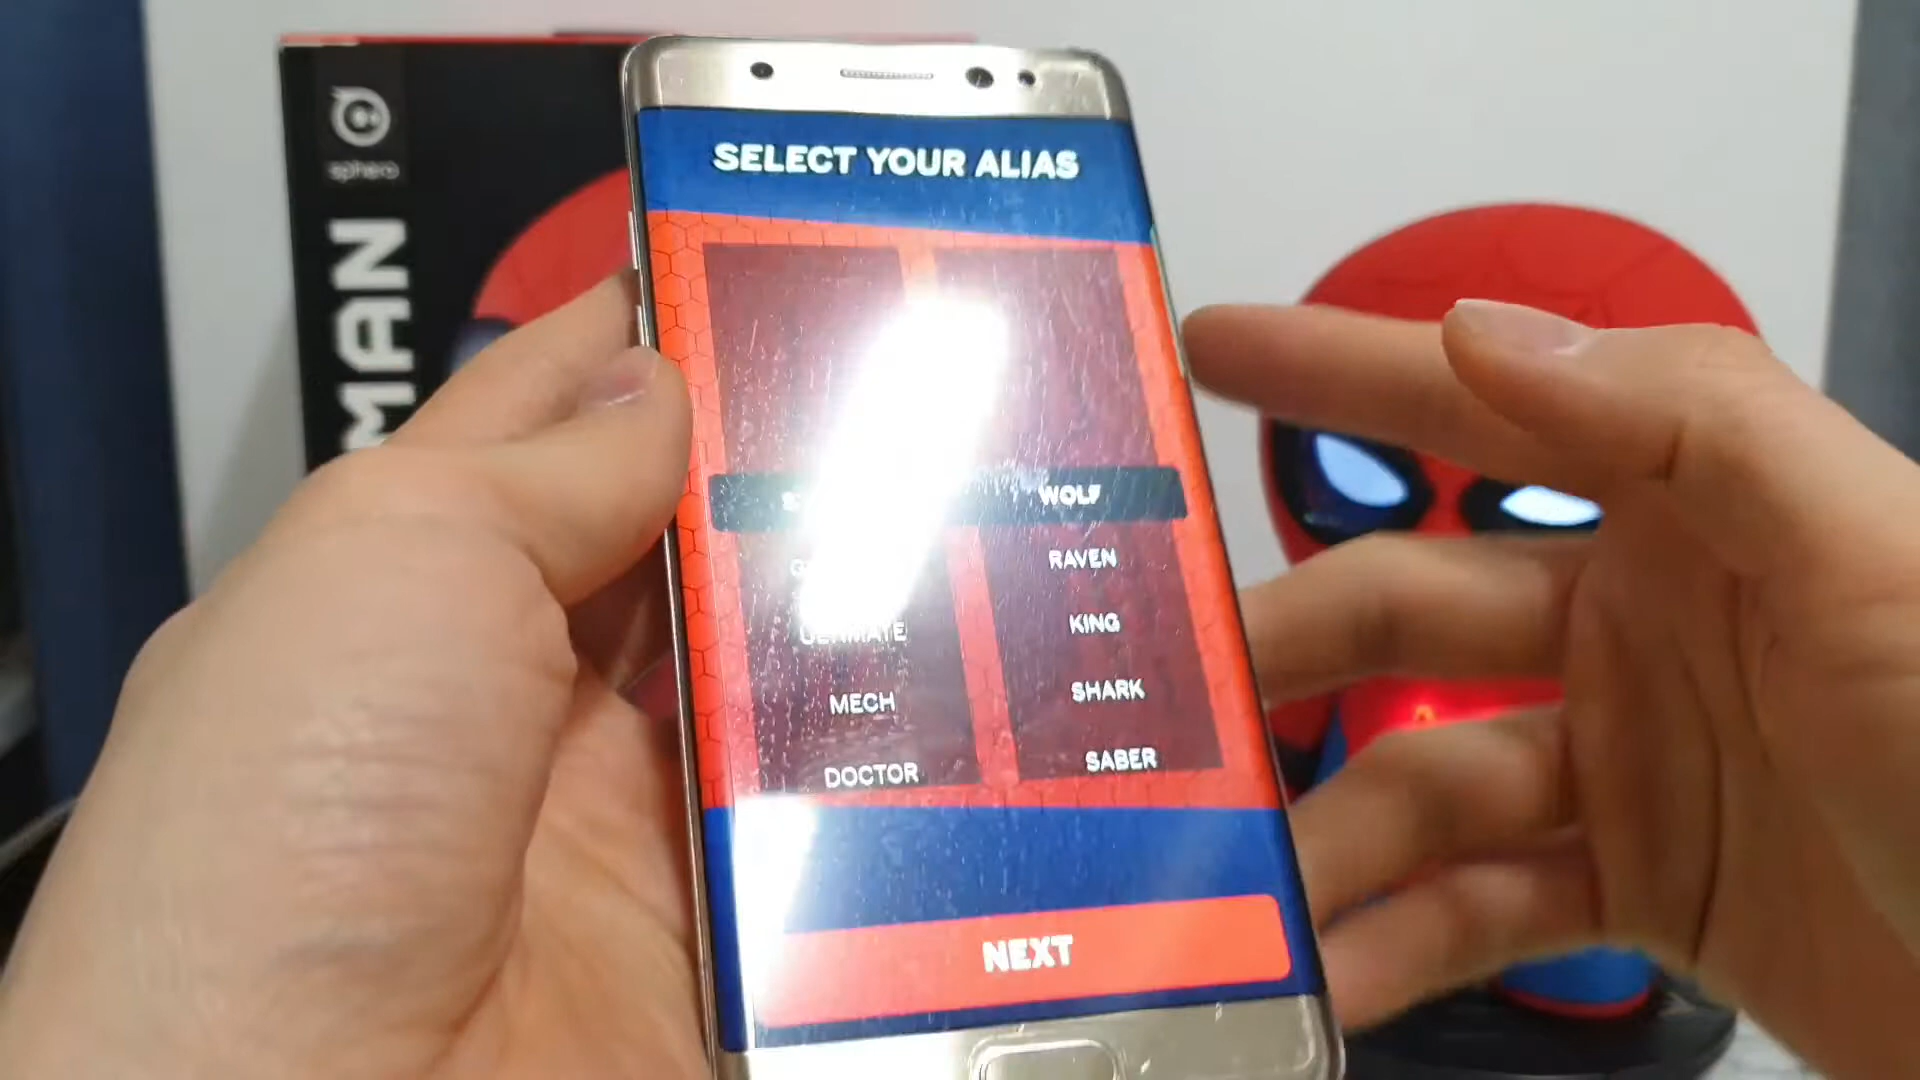 sphero
MAN
SELECT YOUR ALIAS
WOLF
RAVEN
KING
MECH
SHARK
DOCTOR
SABER
NEXT